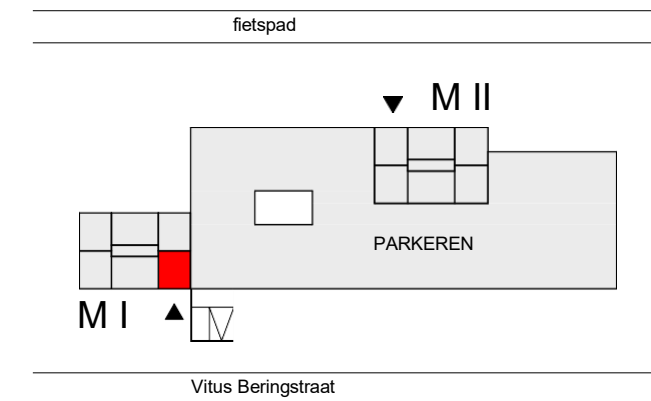 fietspad
M II
PARKEREN
M I
Vitus Beringstraat